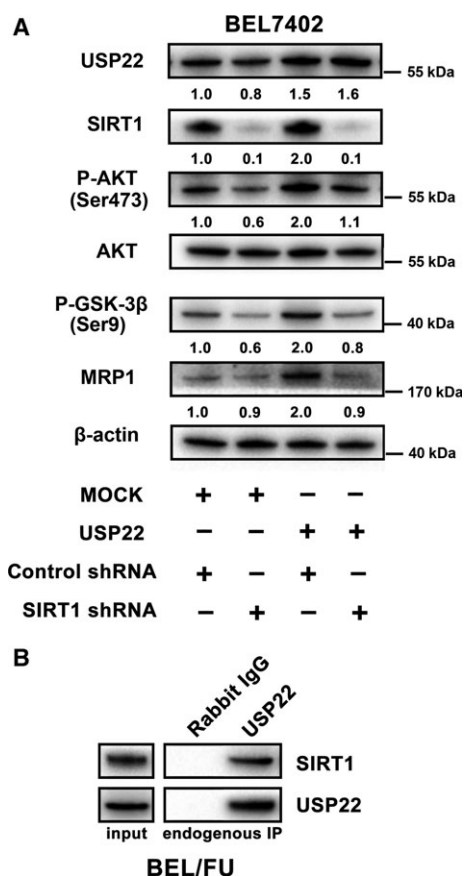 A
BEL7402
USP22
55 kDa
1.0 0.8 1.5 1.6
SIRT1
1.0 0.1 2.0 0.1
P-AKT
(Ser473)
55 kDa
1.0 0.6 2.0 1.1
AKT
55 kDa
P-GSK-3β
(Ser9)
40 kDa
1.0 0.6 2.0 0.8
MRP1
170 kDa
1.0 0.9 2.0 0.9
β-actin
40 kDa
MOCK + + − −
USP22 − − + +
Control shRNA + − + −
SIRT1 shRNA − + − +
B
Rabbit IgG
USP22
SIRT1
USP22
input endogenous IP
BEL/FU